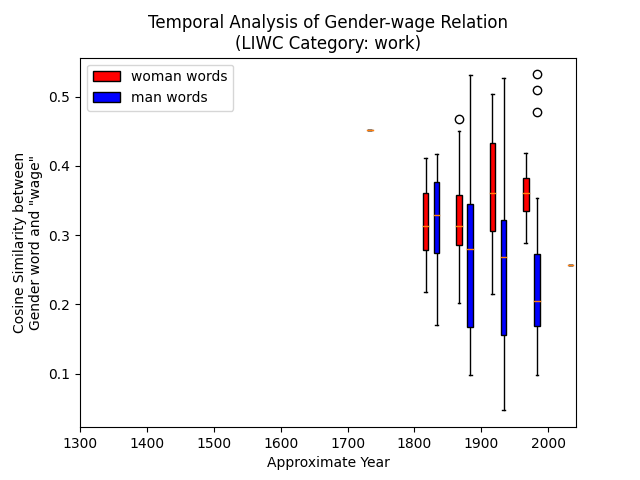 Temporal Analysis of Gender-wage Relation
(LIWC Category: work)
woman words
man words
0.5
0.4
0.3
0.2
0.1
Cosine Similarity between
Gender word and "wage"
1300 1400 1500 1600 1700 1800 1900 2000
Approximate Year